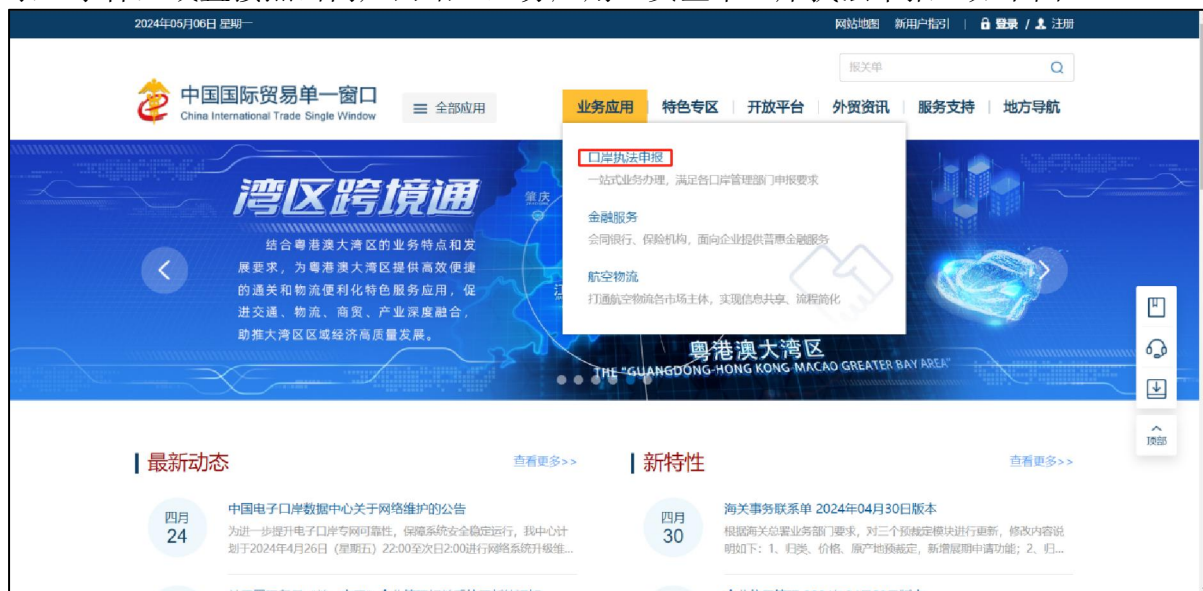 2024年05月06日 星期一
网站地图 新用户指引 | 登录 / 注册
报关单
中国国际贸易单一窗口
China International Trade Single Window
全部应用
业务应用 特色专区 开放平台 外贸资讯 服务支持 地方导航
口岸执法申报
一站式业务办理，满足各口岸管理部门申报要求
金融服务
会同银行、保险机构，面向企业提供普惠金融服务
航空物流
打通航空物流各市场主体，实现信息共享、流程简化
湾区跨境通
肇庆
结合粤港澳大湾区的业务特点和发
展要求，为粤港澳大湾区提供高效便捷
的通关和物流便利化特色服务应用，促
进交通、物流、商贸、产业深度融合，
助推大湾区区域经济高质量发展。
江
粤港澳大湾区
THE "GUANGDONG-HONG KONG-MACAO GREATER BAY AREA"
顶部
最新动态
查看更多>>
四月
24
中国电子口岸数据中心关于网络维护的公告
为进一步提升电子口岸专网可靠性，保障系统安全稳定运行，我中心计
划于2024年4月26日（星期五）22:00至次日2:00进行网络系统升级维...
新特性
查看更多>>
四月
30
海关事务联系单 2024年04月30日版本
根据海关总署业务部门要求，对三个预裁定模块进行更新，修改内容说
明如下：1、归类、价格、原产地预裁定，新增展期申请功能；2、归...